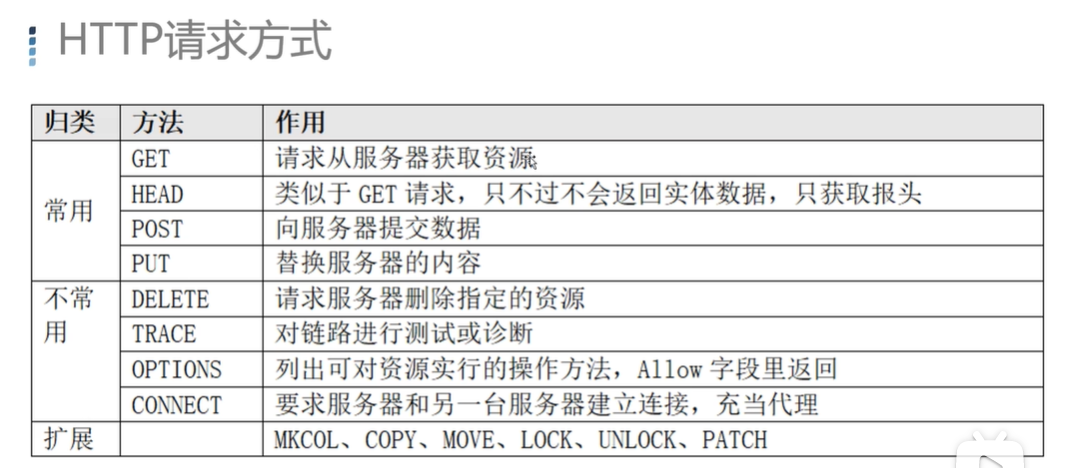 HTTP请求方式
归类 方法 作用
常用 GET 请求从服务器获取资源
HEAD 类似于 GET 请求，只不过不会返回实体数据，只获取报头
POST 向服务器提交数据
PUT 替换服务器的内容
不常用 DELETE 请求服务器删除指定的资源
TRACE 对链路进行测试或诊断
OPTIONS 列出可对资源实行的操作方法，Allow 字段里返回
CONNECT 要求服务器和另一台服务器建立连接，充当代理
扩展 MKCOL、COPY、MOVE、LOCK、UNLOCK、PATCH